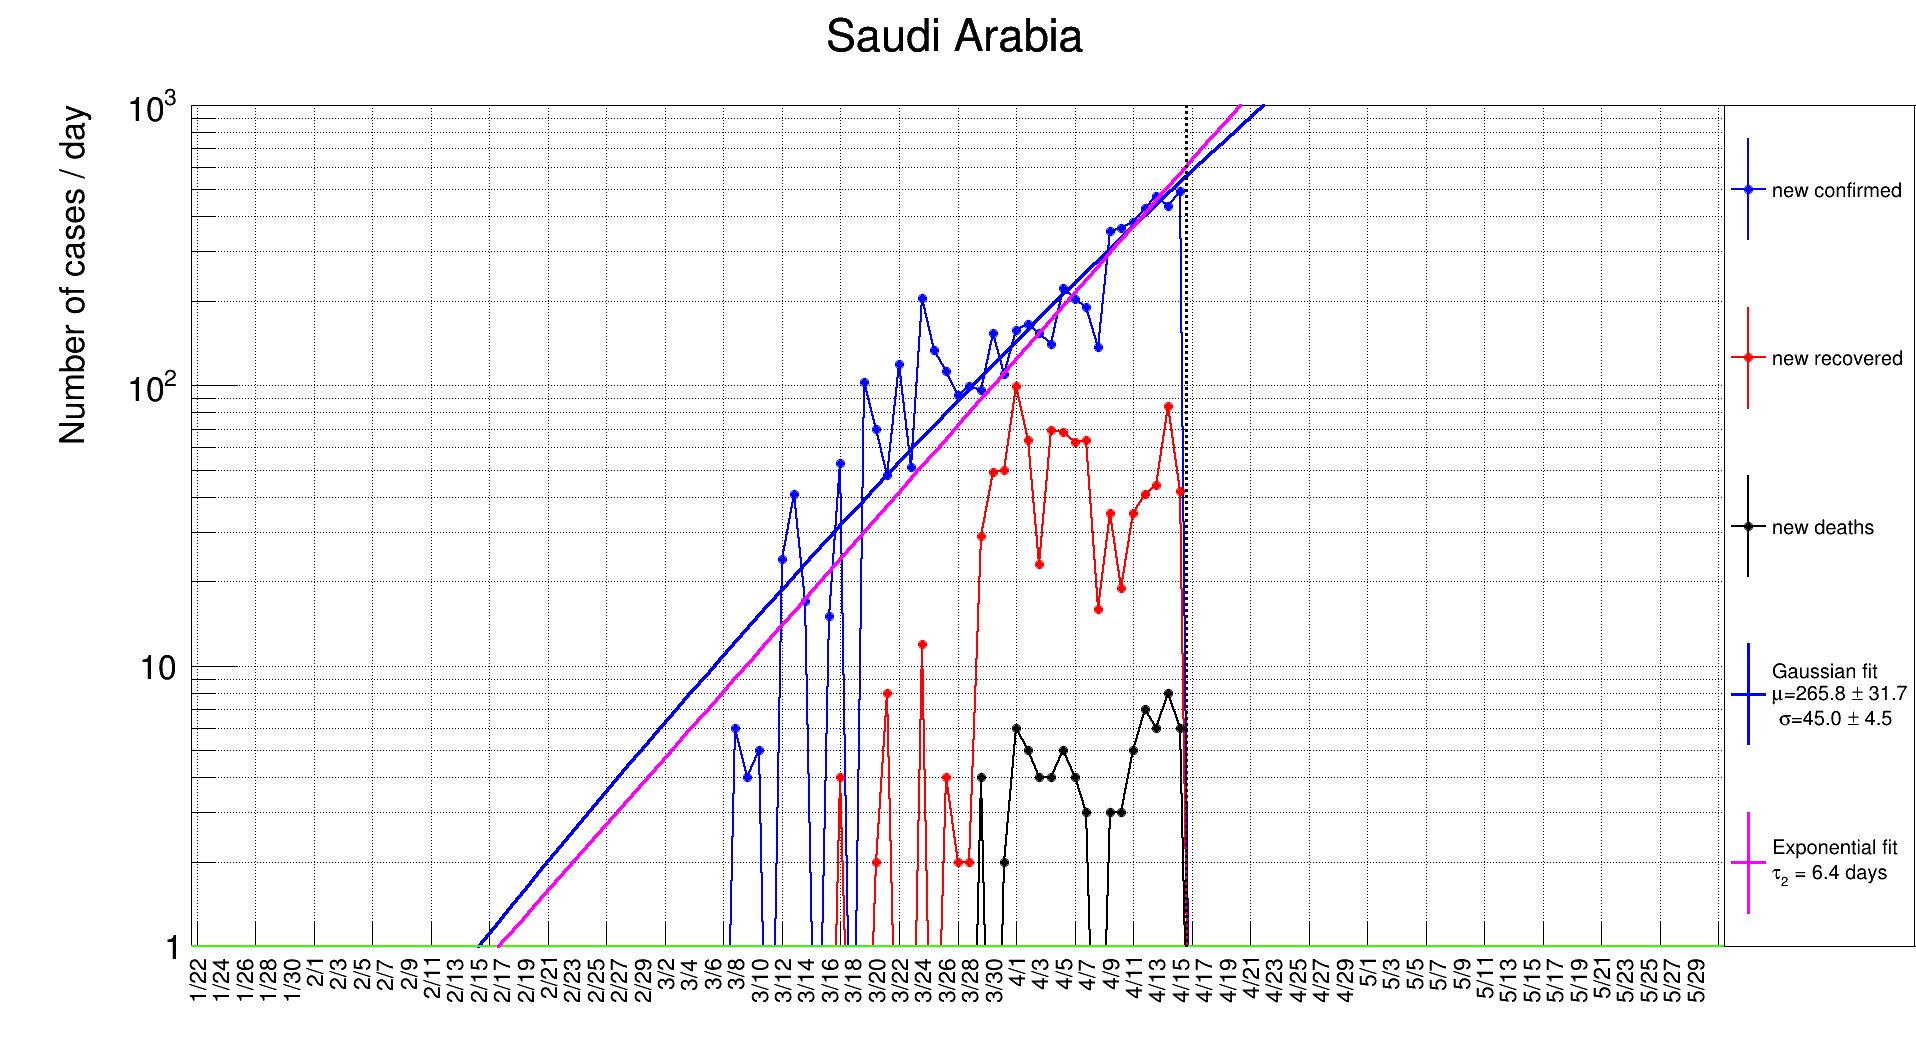 Saudi Arabia
Number of cases / day
10³
10²
10
1
1/22 1/24 1/26 1/28 1/30 2/1 2/3 2/5 2/7 2/9 2/11 2/13 2/15 2/17 2/19 2/21 2/23 2/25 2/27 2/29 3/2 3/4 3/6 3/8 3/10 3/12 3/14 3/16 3/18 3/20 3/22 3/24 3/26 3/28 3/30 4/1 4/3 4/5 4/7 4/9 4/11 4/13 4/15 4/17 4/19 4/21 4/23 4/25 4/27 4/29 5/1 5/3 5/5 5/7 5/9 5/11 5/13 5/15 5/17 5/19 5/21 5/23 5/25 5/27 5/29
new confirmed
new recovered
new deaths
Gaussian fit
μ=265.8 ± 31.7
σ=45.0 ± 4.5
Exponential fit
τ₂ = 6.4 days